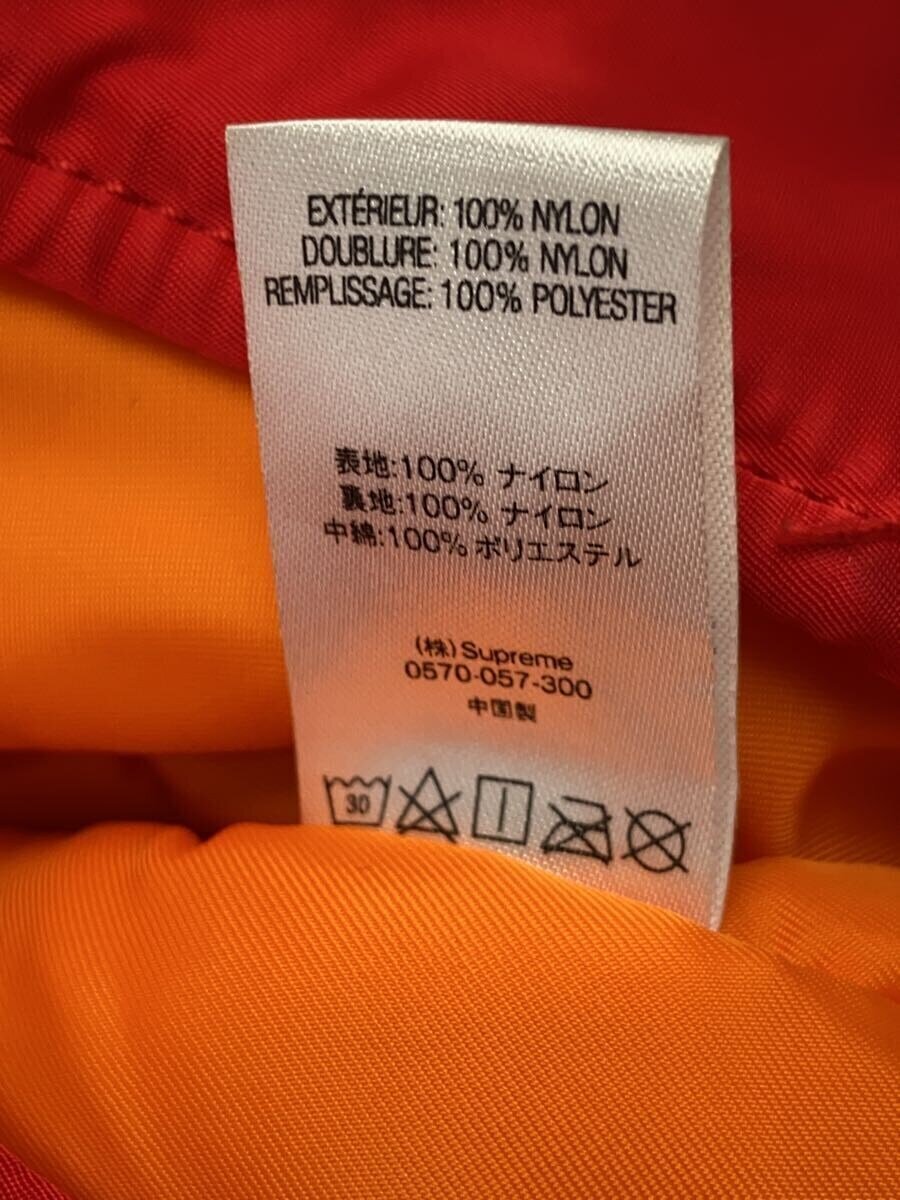 EXTÉRIEUR: 100% NYLON
DOUBLURE: 100% NYLON
REMPLISSAGE: 100% POLYESTER
表地:100% ナイロン
裏地:100% ナイロン
中綿:100% ポリエステル
(株)Supreme
0570-057-300
中国製
30